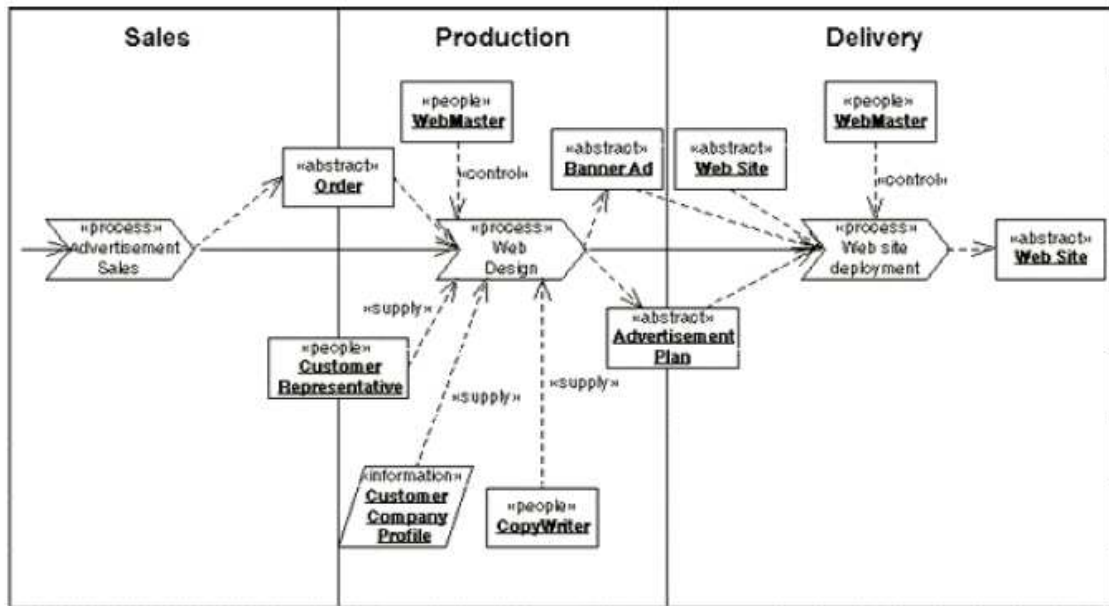 Sales
Production
Delivery
«people»
WebMaster
«people»
WebMaster
«abstract»
Order
«control»
«abstract»
Banner Ad
«abstract»
Web Site
«control»
«process»
Advertisement
Sales
«process»
Web
Design
«process»
Web site
deployment
«abstract»
Web Site
«supply»
«people»
Customer
Representative
«abstract»
Advertisement
Plan
«supply»
«supply»
«information»
Customer
Company
Profile
«people»
CopyWriter